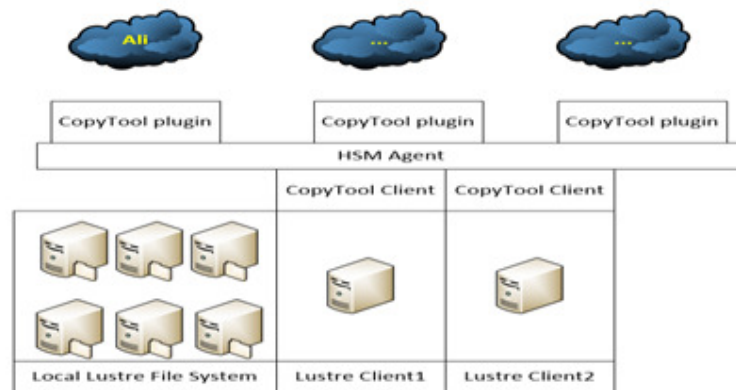 Ali
...
...
CopyTool plugin
CopyTool plugin
CopyTool plugin
HSM Agent
CopyTool Client
CopyTool Client
Local Lustre File System
Lustre Client1
Lustre Client2